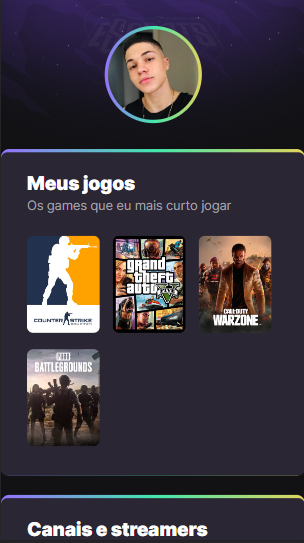 Meus jogos
Os games que eu mais curto jogar
COUNTER STRIKE
grand
theft
auto
V
CALL OF DUTY
WARZONE
PUBG
BATTLEGROUNDS
Canais e streamers